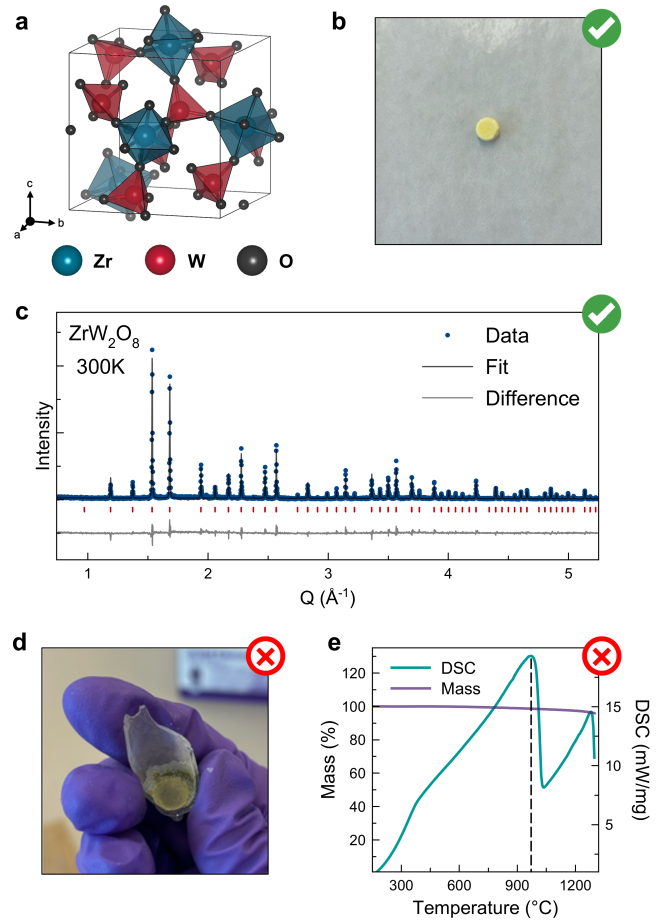 a
b
c
a
b
Zr
W
O
c
ZrW₂O₈
300K
Data
Fit
Difference
Intensity
1
2
3
4
5
Q (Å⁻¹)
d
e
DSC
Mass
120
100
80
60
40
20
Mass (%)
15
10
5
DSC (mW/mg)
300
600
900
1200
Temperature (°C)